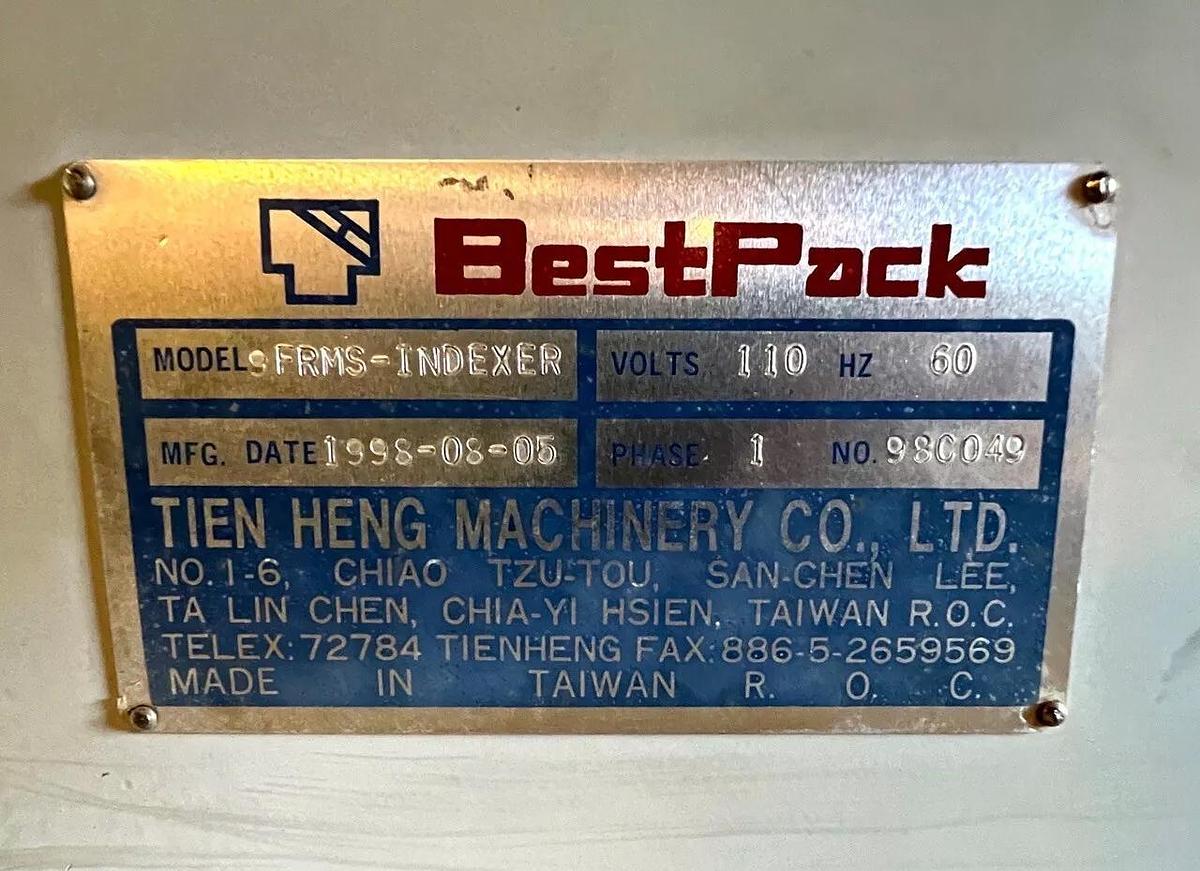 BestPack
MODEL FRMS-INDEXER VOLTS 110 HZ 60
MFG. DATE 1998-08-05 PHASE 1 NO. 98C049
TIEN HENG MACHINERY CO., LTD.
NO.1-6, CHIAO TZU-TOU, SAN-CHEN LEE,
TA LIN CHEN, CHIA-YI HSIEN, TAIWAN R.O.C.
TELEX:72784 TIENHENG FAX:886-5-2659569
MADE IN TAIWAN R. O. C.